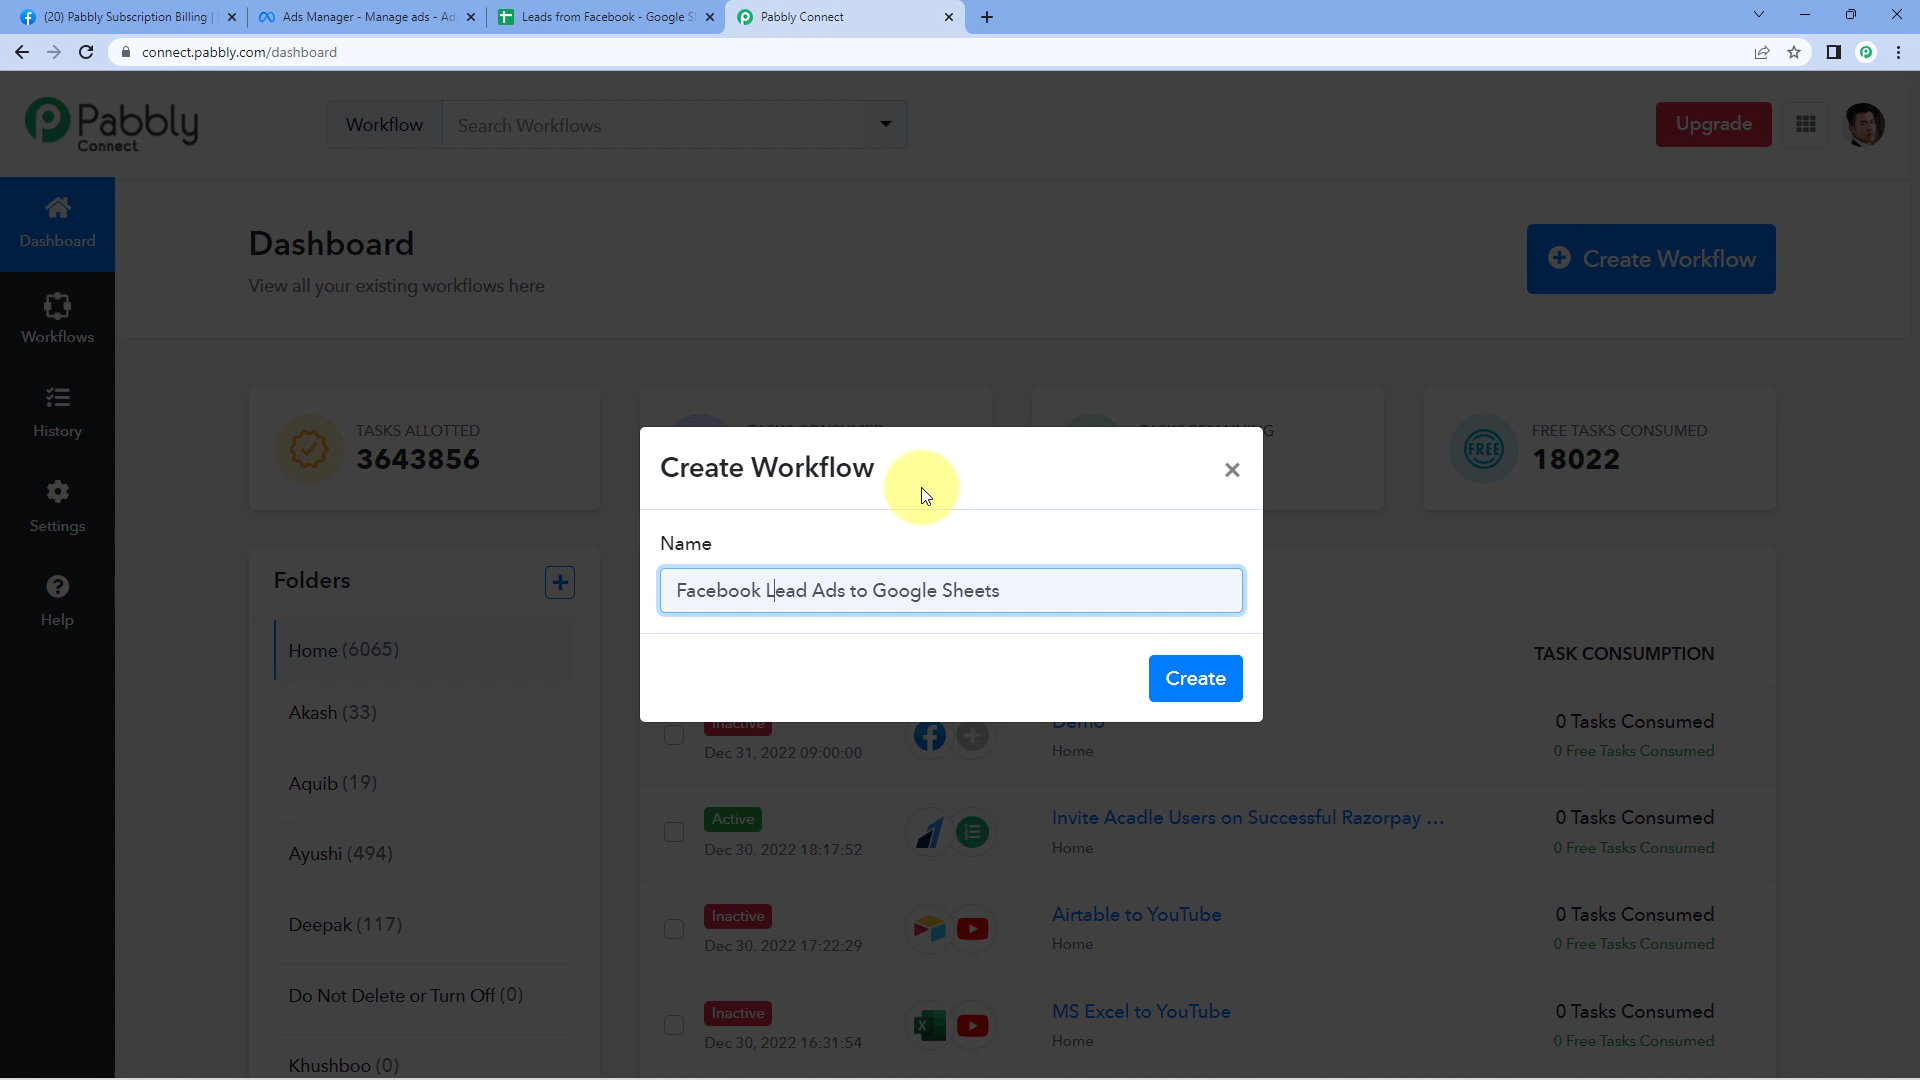 (20) Pabbly Subscription Billing |
Ads Manager - Manage ads - Ad
Leads from Facebook - Google S
Pabbly Connect
connect.pabbly.com/dashboard
Pabbly
Connect
Workflow
Search Workflows
Upgrade
Dashboard
Workflows
History
Settings
Help
Dashboard
View all your existing workflows here
Create Workflow
TASKS ALLOTTED
3643856
FREE
FREE TASKS CONSUMED
18022
Create Workflow
Name
Facebook Lead Ads to Google Sheets
Create
Folders
Home (6065)
Akash (33)
Aquib (19)
Ayushi (494)
Deepak (117)
Do Not Delete or Turn Off (0)
Khushboo (0)
TASK CONSUMPTION
Inactive
Dec 31, 2022 09:00:00
Demo
Home
0 Tasks Consumed
0 Free Tasks Consumed
Active
Dec 30, 2022 18:17:52
Invite Acadle Users on Successful Razorpay ...
Home
0 Tasks Consumed
0 Free Tasks Consumed
Inactive
Dec 30, 2022 17:22:29
Airtable to YouTube
Home
0 Tasks Consumed
0 Free Tasks Consumed
Inactive
Dec 30, 2022 16:31:54
MS Excel to YouTube
Home
0 Tasks Consumed
0 Free Tasks Consumed